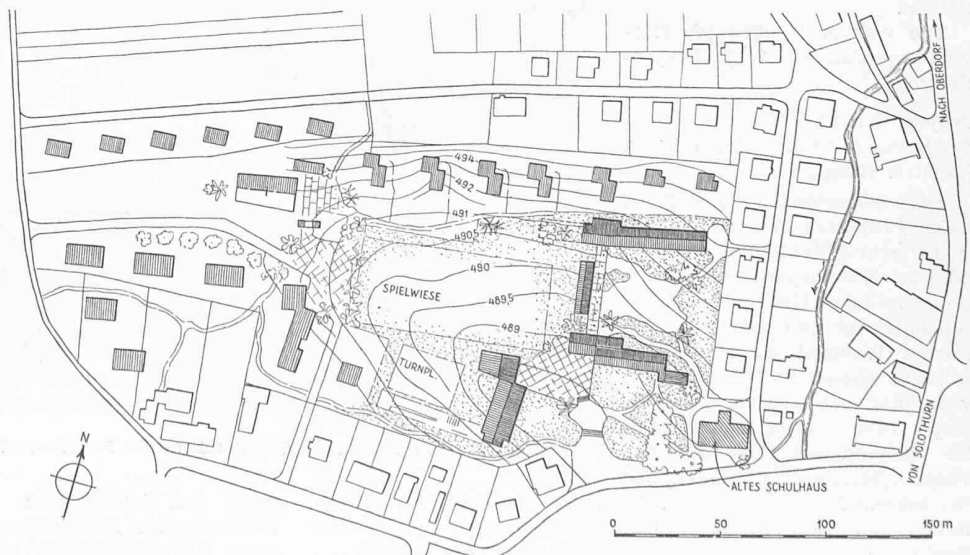 NACH OBERDORF
494
492
491
490,5
490
489,5
489
SPIELWIESE
TURNPL.
N
VON SOLOTHURN
ALTES SCHULHAUS
0 50 100 150 m